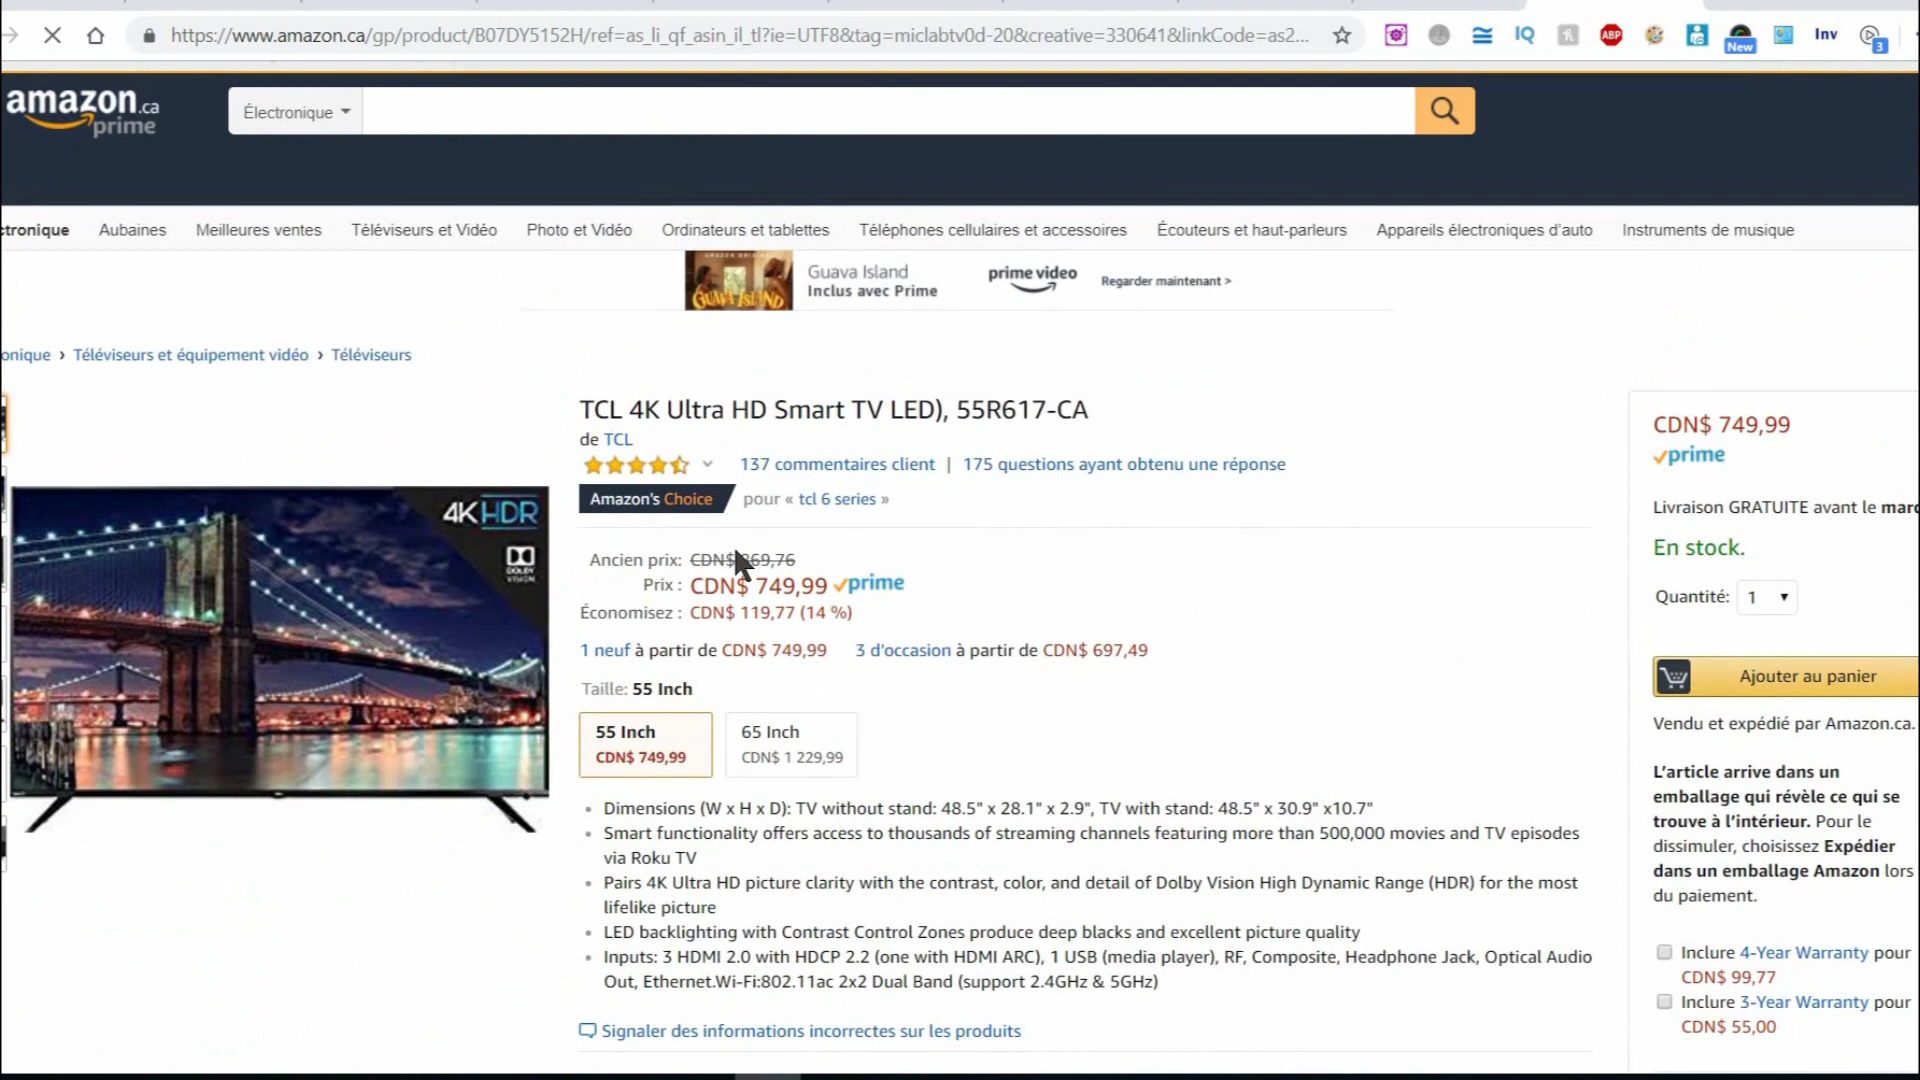 https://www.amazon.ca/gp/product/B07DY5152H/ref=as_li_qf_asin_il_tl?ie=UTF8&tag=miclabtv0d-20&creative=330641&linkCode=as2...
IQ
ABP
New
Inv
3
amazon.ca
prime
Électronique
ctronique
Aubaines
Meilleures ventes
Téléviseurs et Vidéo
Photo et Vidéo
Ordinateurs et tablettes
Téléphones cellulaires et accessoires
Écouteurs et haut-parleurs
Appareils électroniques d'auto
Instruments de musique
AMAZON ORIGINAL
GUAVA ISLAND
Guava Island
Inclus avec Prime
prime video
Regarder maintenant >
onique › Téléviseurs et équipement vidéo › Téléviseurs
4K HDR
DOLBY
VISION
TCL 4K Ultra HD Smart TV LED), 55R617-CA
de TCL
137 commentaires client | 175 questions ayant obtenu une réponse
Amazon's Choice pour « tcl 6 series »
Ancien prix: CDN$ 869,76
Prix : CDN$ 749,99 prime
Économisez : CDN$ 119,77 (14 %)
1 neuf à partir de CDN$ 749,99 3 d'occasion à partir de CDN$ 697,49
Taille: 55 Inch
55 Inch
CDN$ 749,99
65 Inch
CDN$ 1 229,99
• Dimensions (W x H x D): TV without stand: 48.5" x 28.1" x 2.9", TV with stand: 48.5" x 30.9" x10.7"
• Smart functionality offers access to thousands of streaming channels featuring more than 500,000 movies and TV episodes
via Roku TV
• Pairs 4K Ultra HD picture clarity with the contrast, color, and detail of Dolby Vision High Dynamic Range (HDR) for the most
lifelike picture
• LED backlighting with Contrast Control Zones produce deep blacks and excellent picture quality
• Inputs: 3 HDMI 2.0 with HDCP 2.2 (one with HDMI ARC), 1 USB (media player), RF, Composite, Headphone Jack, Optical Audio
Out, Ethernet.Wi-Fi:802.11ac 2x2 Dual Band (support 2.4GHz & 5GHz)
Signaler des informations incorrectes sur les produits
CDN$ 749,99
prime
Livraison GRATUITE avant le mar
En stock.
Quantité: 1
Ajouter au panier
Vendu et expédié par Amazon.ca.
L'article arrive dans un
emballage qui révèle ce qui se
trouve à l'intérieur. Pour le
dissimuler, choisissez Expédier
dans un emballage Amazon lors
du paiement.
Inclure 4-Year Warranty pour
CDN$ 99,77
Inclure 3-Year Warranty pour
CDN$ 55,00